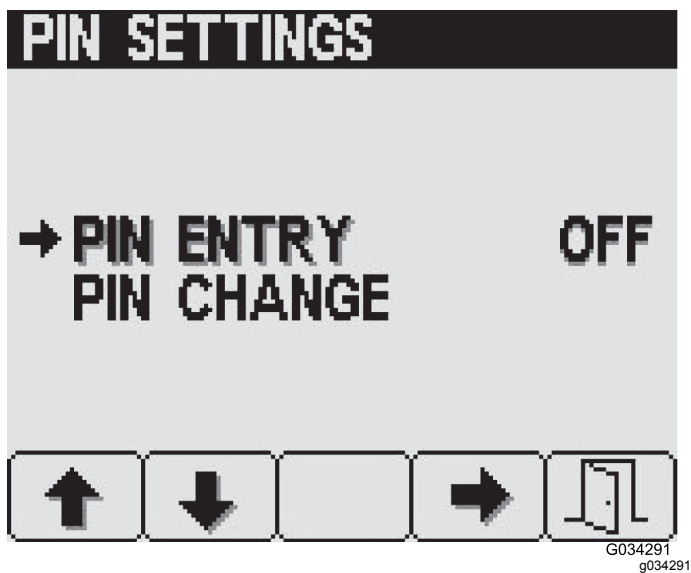 PIN SETTINGS
PIN ENTRY OFF
PIN CHANGE
G034291
g034291